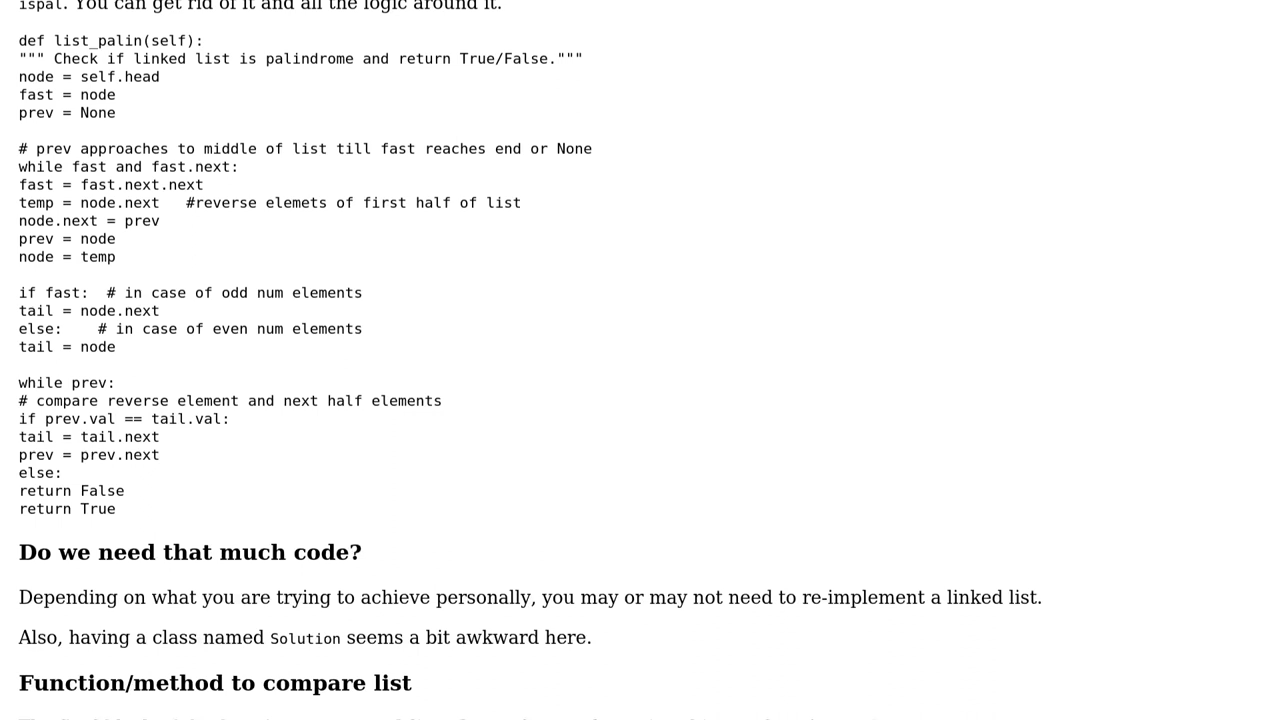 ispal. You can get rid of it and all the logic around it.
def list_palin(self):
""" Check if linked list is palindrome and return True/False."""
node = self.head
fast = node
prev = None
# prev approaches to middle of list till fast reaches end or None
while fast and fast.next:
fast = fast.next.next
temp = node.next   #reverse elemets of first half of list
node.next = prev
prev = node
node = temp
if fast:  # in case of odd num elements
tail = node.next
else:    # in case of even num elements
tail = node
while prev:
# compare reverse element and next half elements
if prev.val == tail.val:
tail = tail.next
prev = prev.next
else:
return False
return True
Do we need that much code?
Depending on what you are trying to achieve personally, you may or may not need to re-implement a linked list.
Also, having a class named Solution seems a bit awkward here.
Function/method to compare list